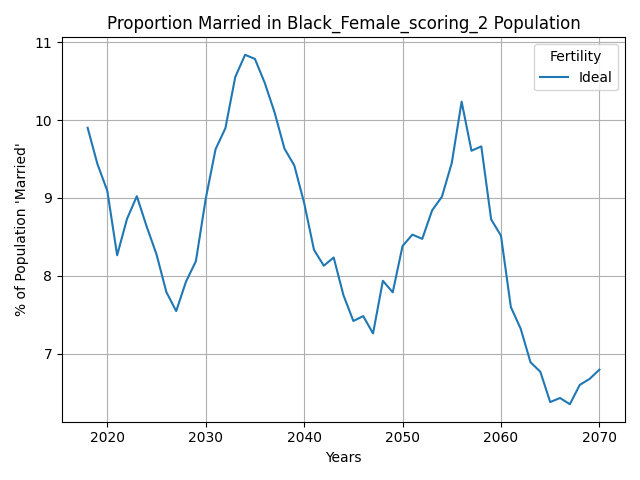 Proportion Married in Black_Female_scoring_2 Population
% of Population 'Married'
11
10
9
8
7
Fertility
Ideal
2020 2030 2040 2050 2060 2070
Years